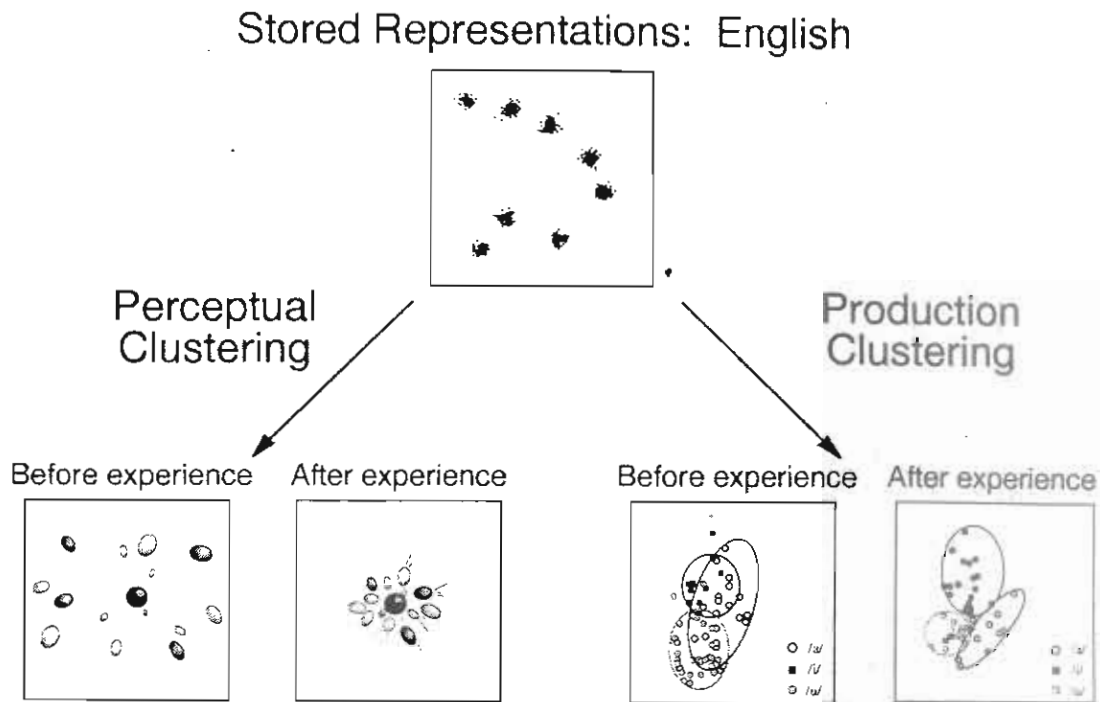 Stored Representations: English
Perceptual
Clustering
Production
Clustering
Before experience
After experience
Before experience
After experience
/a/
/i/
/u/